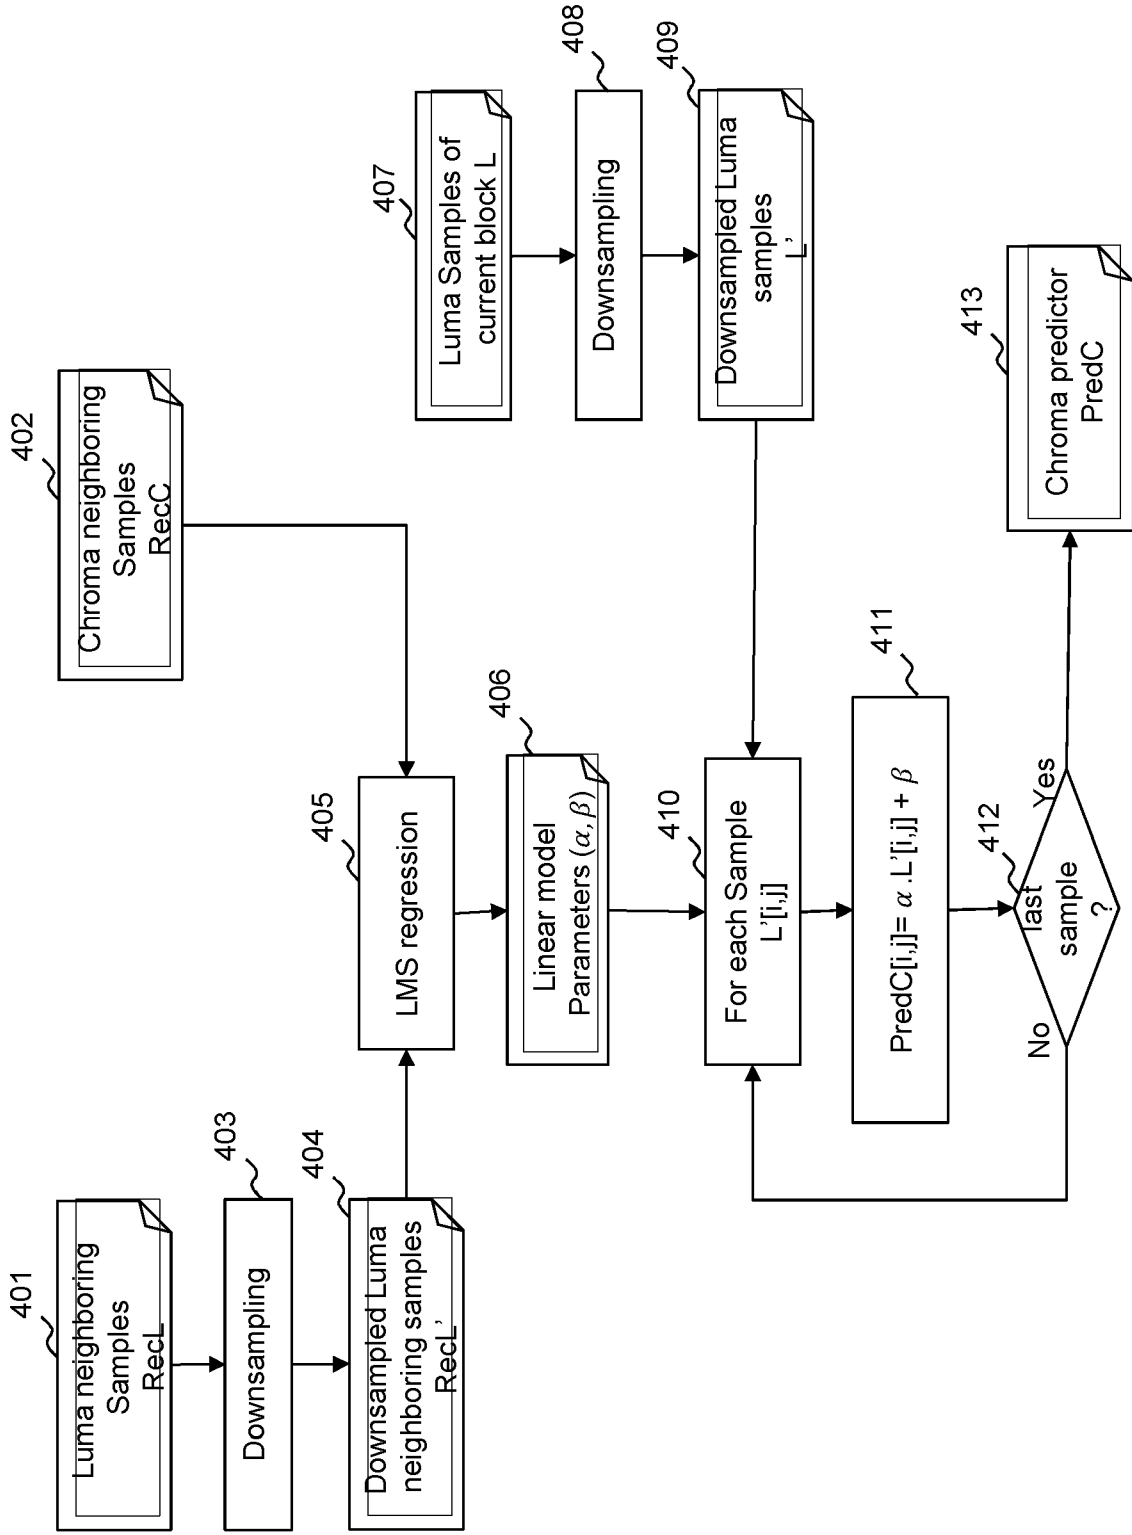 401
Luma neighboring
Samples
RecL
403
Downsampling
404
Downsampled Luma
neighboring samples
RecL’
402
Chroma neighboring
Samples
RecC
405
LMS regression
406
Linear model
Parameters (α, β)
407
Luma Samples of
current block L
408
Downsampling
409
Downsampled Luma
samples
L’
410
For each Sample
L’[i,j]
411
PredC[i,j]= α .L’[i,j] + β
412
last
sample
?
No
Yes
413
Chroma predictor
PredC